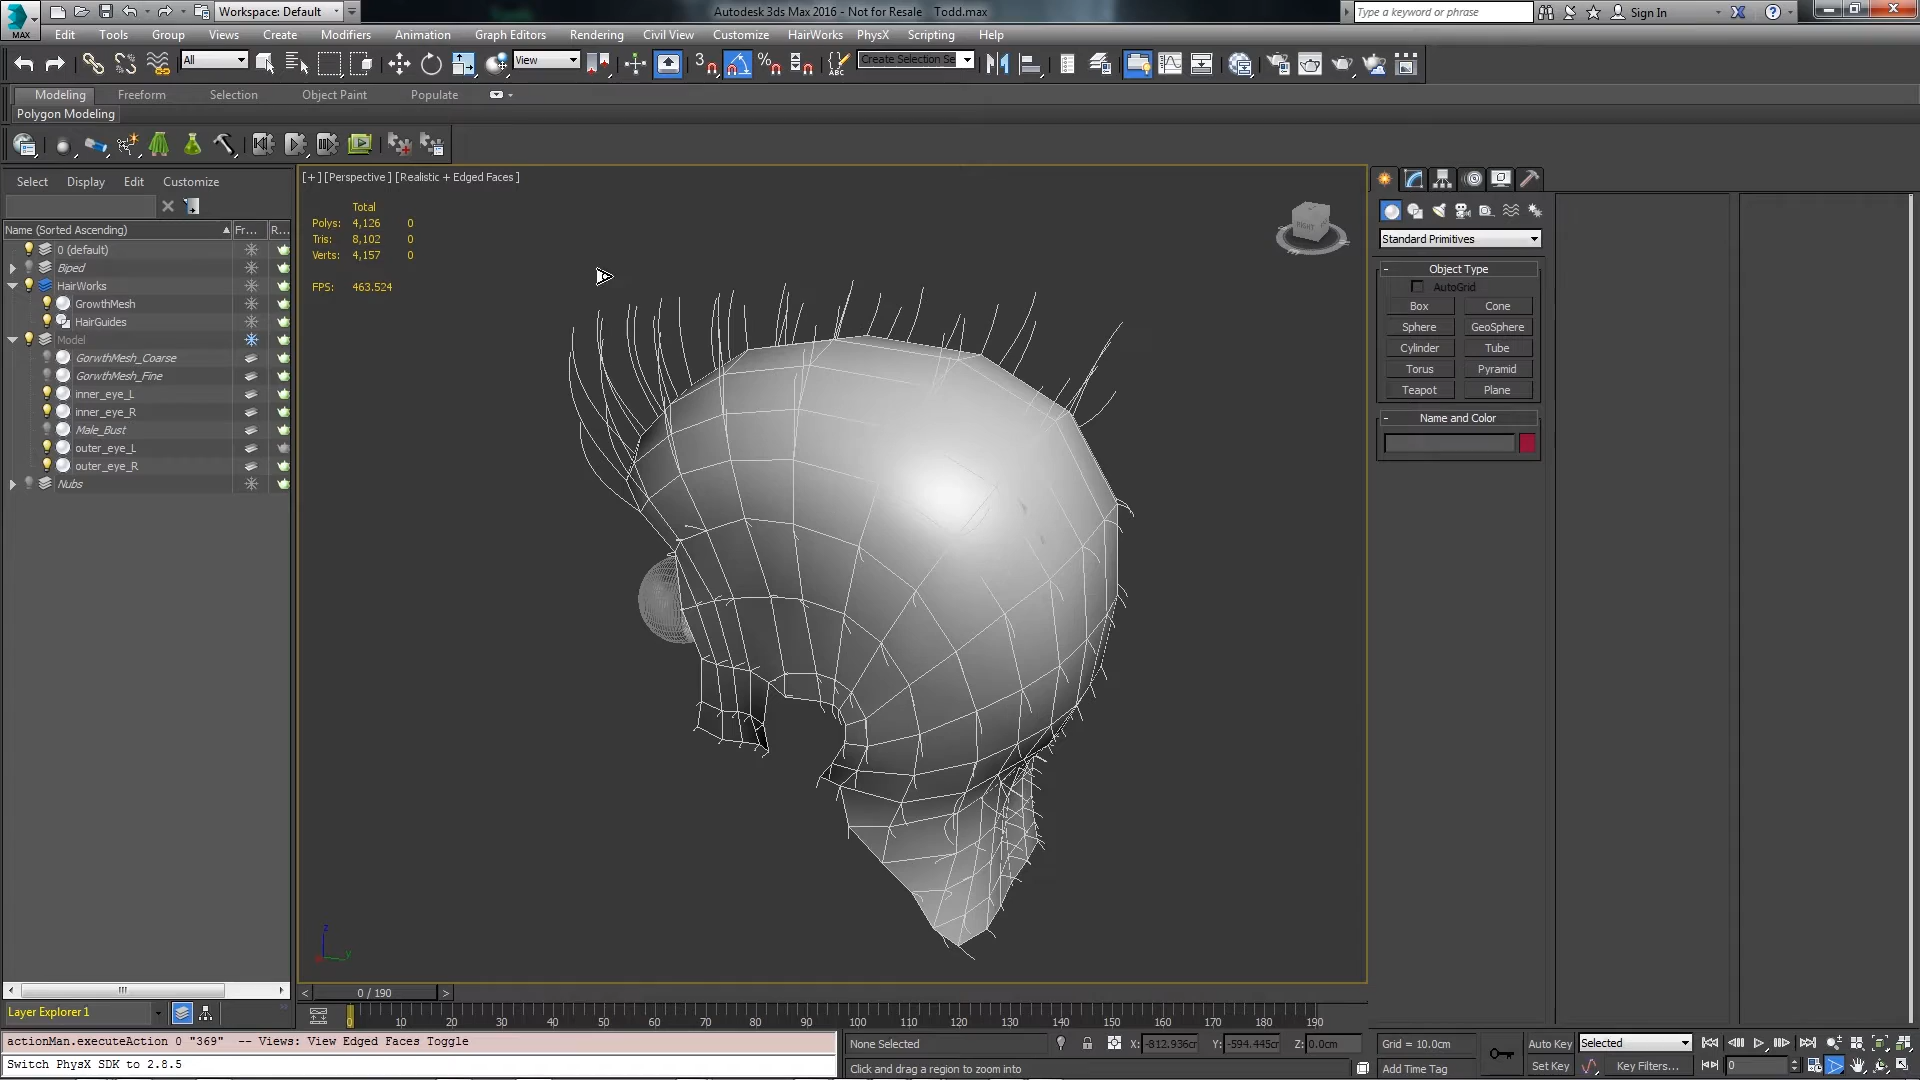 Workspace: Default
Autodesk 3ds Max 2016 - Not for Resale   Todd.max
Type a keyword or phrase
Sign In
MAX
Edit Tools Group Views Create Modifiers Animation Graph Editors Rendering Civil View Customize HairWorks PhysX Scripting Help
All
View
3
ABC
Create Selection Se
Modeling Freeform Selection Object Paint Populate
Polygon Modeling
Select Display Edit Customize
Name (Sorted Ascending) Fr... R...
0 (default)
Biped
HairWorks
GrowthMesh
HairGuides
Model
GorwthMesh_Coarse
GorwthMesh_Fine
inner_eye_L
inner_eye_R
Male_Bust
outer_eye_L
outer_eye_R
Nubs
Layer Explorer 1
[+] [Perspective] [Realistic + Edged Faces]
Total
Polys: 4,126 0
Tris: 8,102 0
Verts: 4,157 0
FPS: 463.524
RIGHT
z
y
Standard Primitives
- Object Type
AutoGrid
Box Cone
Sphere GeoSphere
Cylinder Tube
Torus Pyramid
Teapot Plane
- Name and Color
< 0 / 190 >
0 10 20 30 40 50 60 70 80 90 100 110 120 130 140 150 160 170 180 190
actionMan.executeAction 0 "369"  -- Views: View Edged Faces Toggle
Switch PhysX SDK to 2.8.5
None Selected
X: -812.936cm Y: -594.445cm Z: 0.0cm
Grid = 10.0cm
Click and drag a region to zoom into
Add Time Tag
Auto Key Selected
Set Key Key Filters...
0